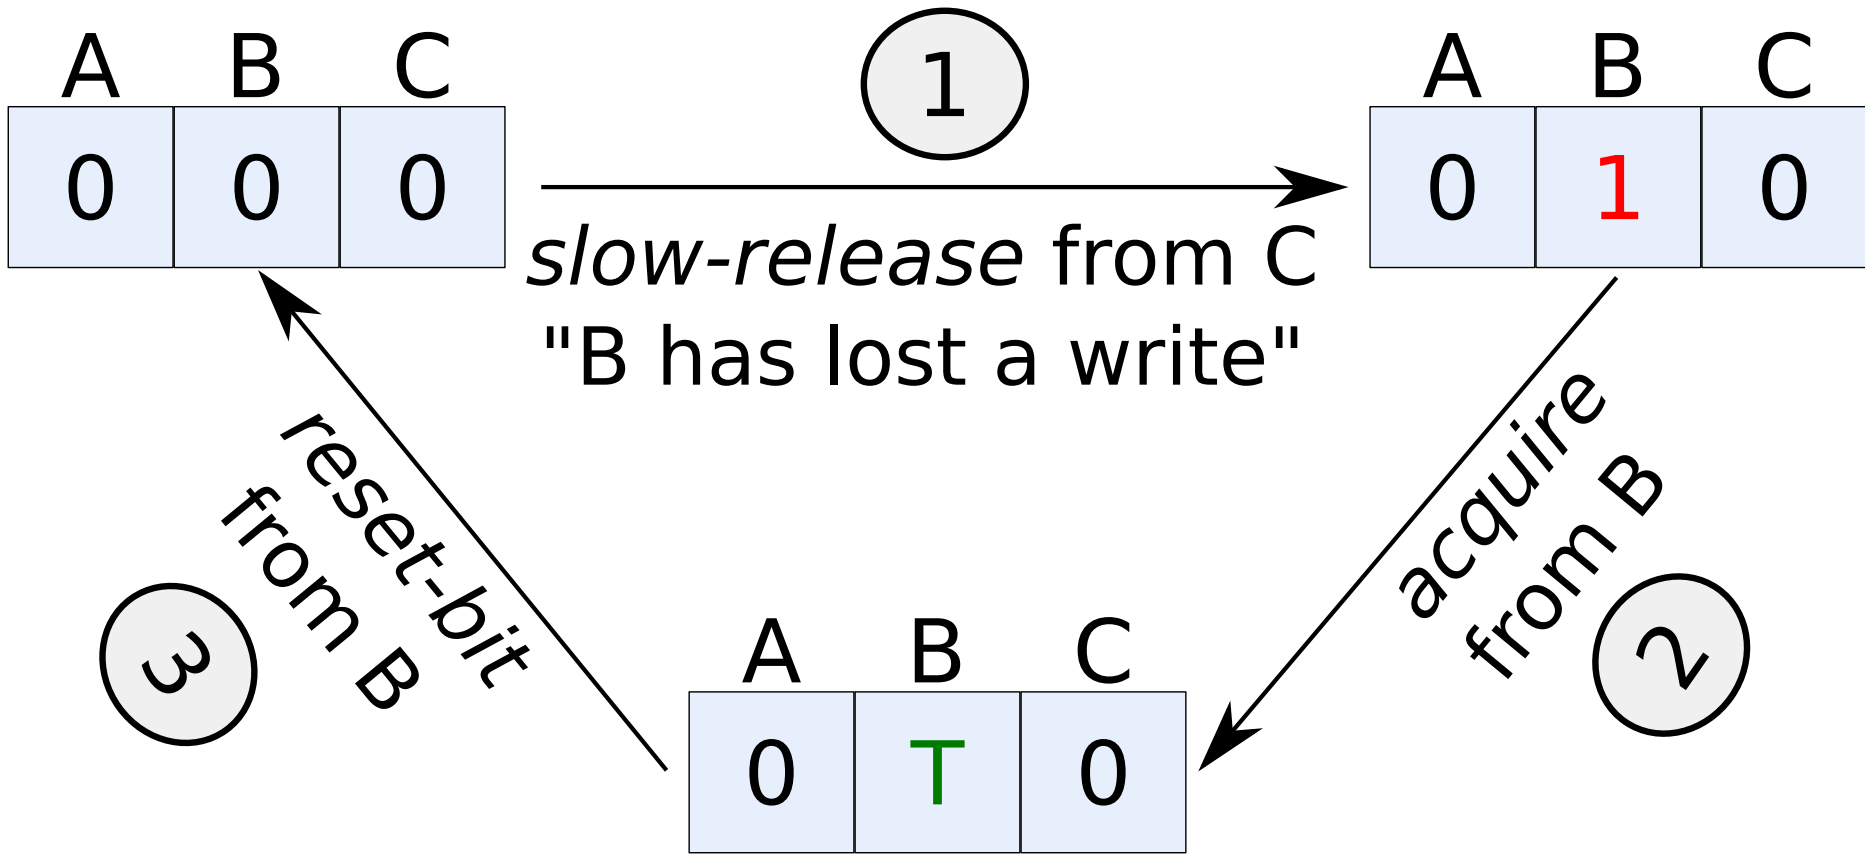 A B C
0 0 0
1
slow-release from C
"B has lost a write"
A B C
0 1 0
acquire
from B
2
A B C
0 T 0
reset-bit
from B
3